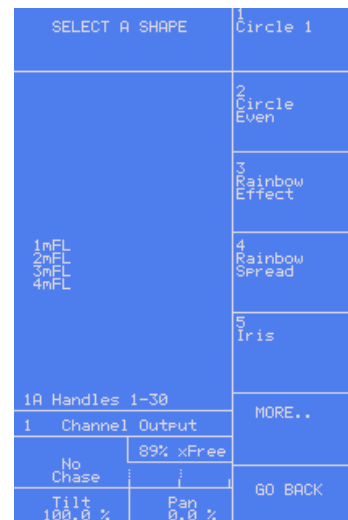 SELECT A SHAPE
1
Circle 1
2
Circle
Even
3
Rainbow
Effect
4
Rainbow
Spread
5
Iris
1mFL
2mFL
3mFL
4mFL
1A Handles 1-30
1 Channel Output
MORE..
No
Chase
89% xFree
Tilt
100.0 %
Pan
0.0 %
GO BACK